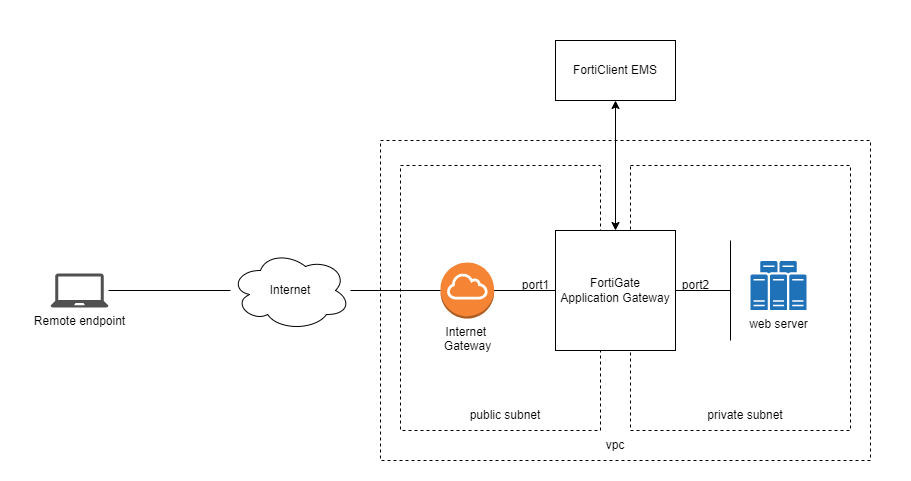 FortiClient EMS
Internet
port1
FortiGate
Application Gateway
port2
Remote endpoint
Internet
Gateway
web server
public subnet
private subnet
vpc